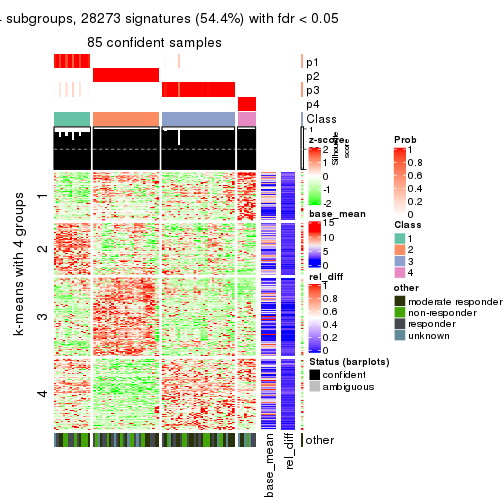 4 subgroups, 28273 signatures (54.4%) with fdr < 0.05
85 confident samples
p1
p2
p3
p4
Class
1
Silhouette
score
k-means with 4 groups
1
2
3
4
other
base_mean
rel_diff
z-score
2
1
0
-1
-2
base_mean
15
10
5
0
rel_diff
1
0.8
0.6
0.4
0.2
0
Status (barplots)
confident
ambiguous
Prob
1
0.8
0.6
0.4
0.2
0
Class
1
2
3
4
other
moderate responder
non-responder
responder
unknown